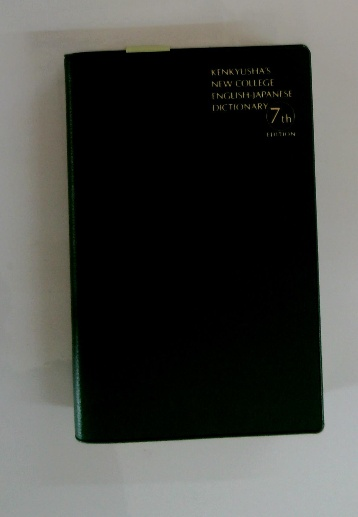 KENKYUSHA'S
NEW COLLEGE
ENGLISH-JAPANESE
DICTIONARY
(7th)
EDITION